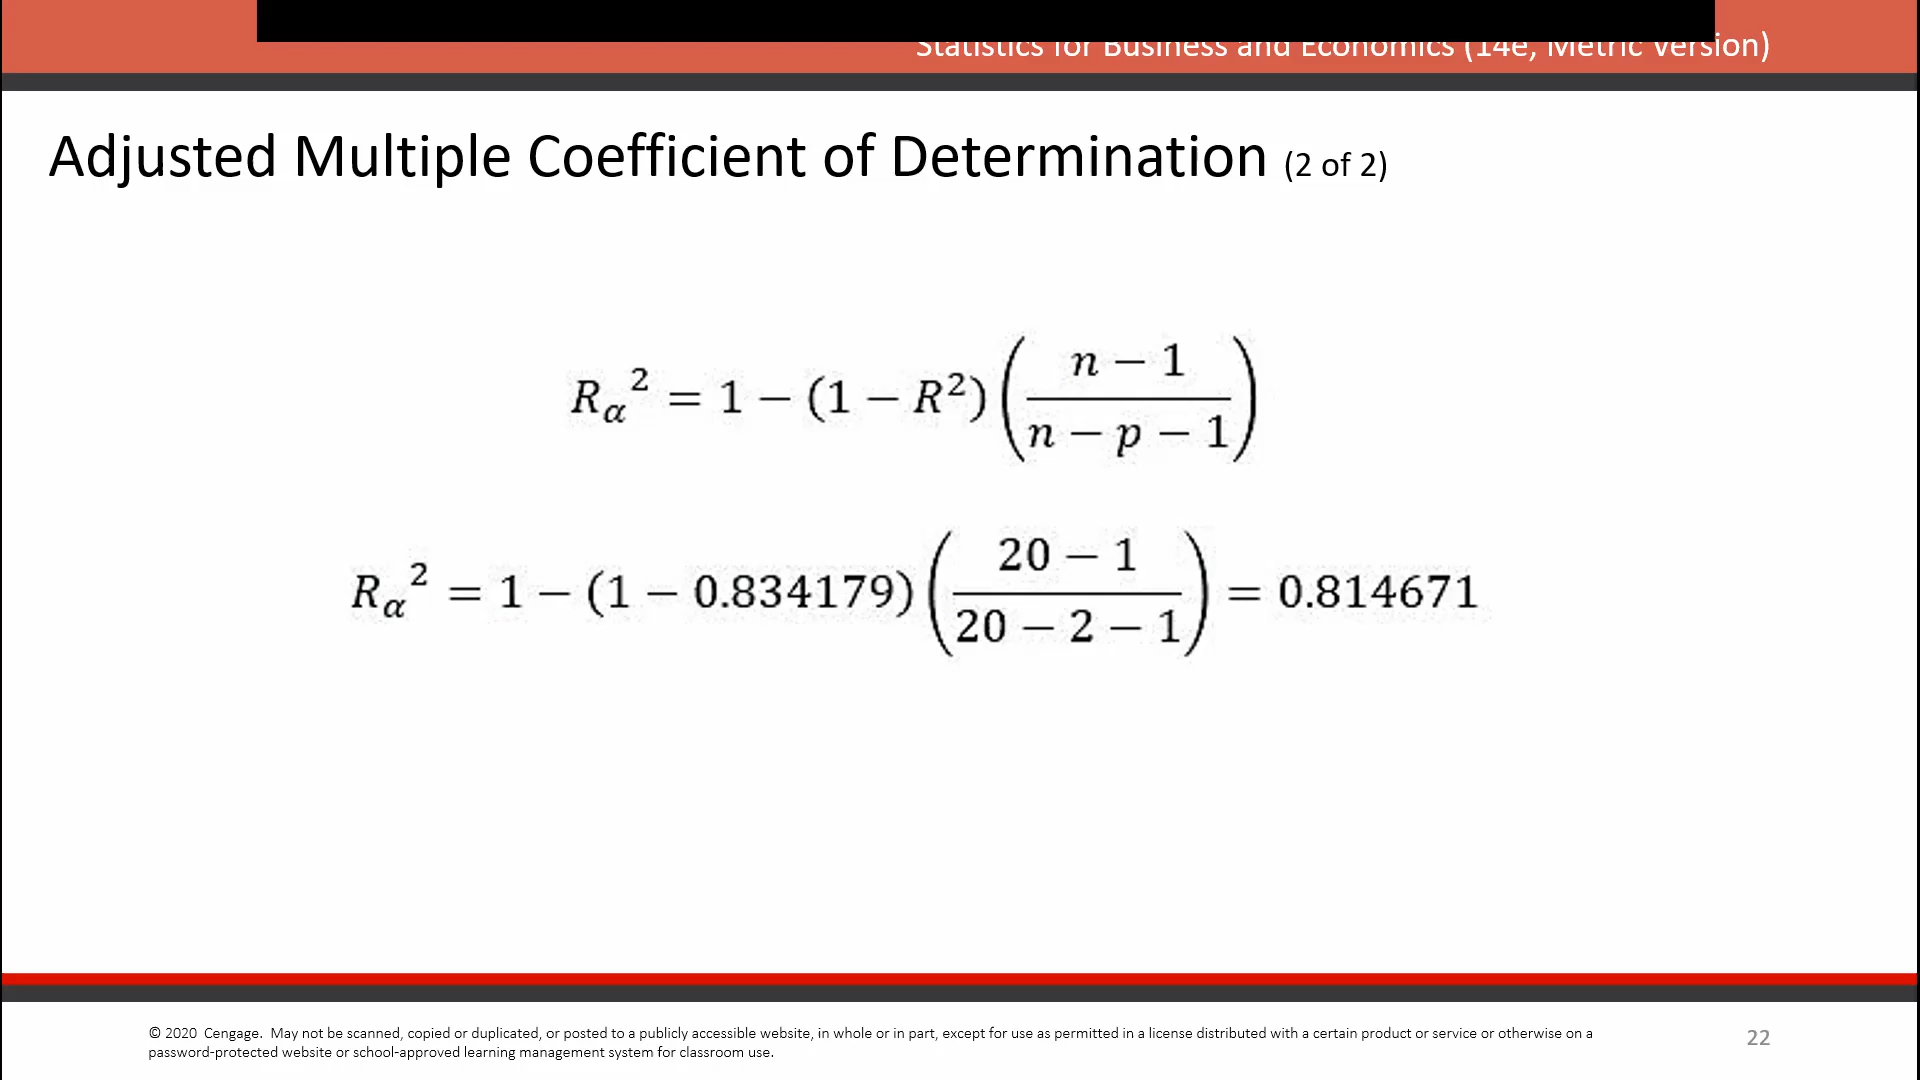 Statistics for Business and Economics (14e, Metric Version)
Adjusted Multiple Coefficient of Determination (2 of 2)
R_α² = 1 − (1 − R²) ((n − 1)/(n − p − 1))
R_α² = 1 − (1 − 0.834179) ((20 − 1)/(20 − 2 − 1)) = 0.814671
© 2020 Cengage. May not be scanned, copied or duplicated, or posted to a publicly accessible website, in whole or in part, except for use as permitted in a license distributed with a certain product or service or otherwise on a
password-protected website or school-approved learning management system for classroom use.
22